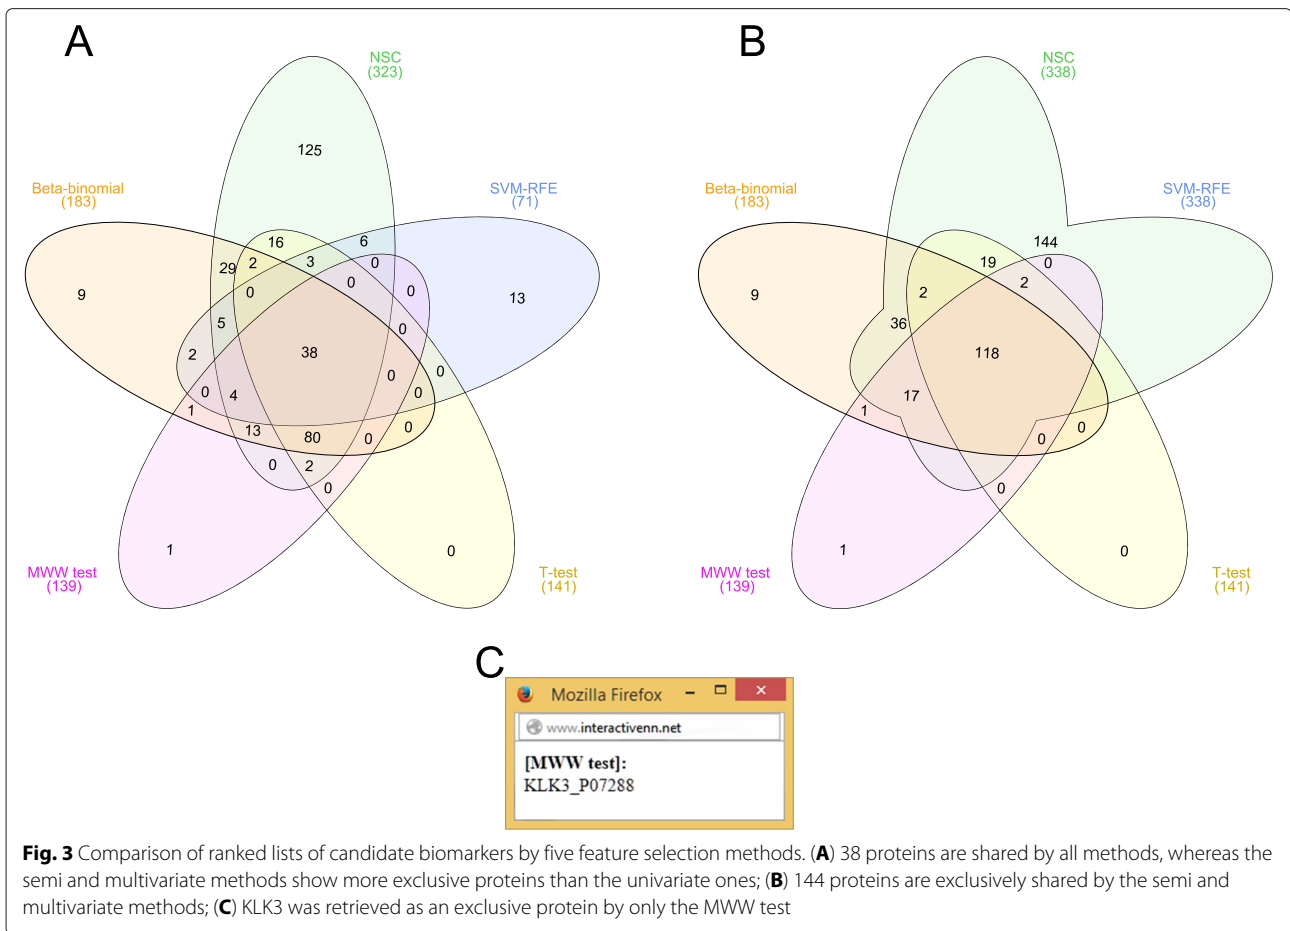 A
B
NSC
(323)
NSC
(338)
125
Beta-binomial
(183)
SVM-RFE
(71)
Beta-binomial
(183)
SVM-RFE
(338)
16
6
144
29
2
3
0
19
0
0
0
0
2
9
13
9
2
5
0
36
2
38
118
0
0
0
4
0
17
1
1
13
80
0
0
0
0
0
2
0
0
1
0
1
0
MWW test
(139)
T-test
(141)
MWW test
(139)
T-test
(141)
C
Mozilla Firefox
www.interactivenn.net
[MWW test]:
KLK3_P07288
Fig. 3 Comparison of ranked lists of candidate biomarkers by five feature selection methods. (A) 38 proteins are shared by all methods, whereas the
semi and multivariate methods show more exclusive proteins than the univariate ones; (B) 144 proteins are exclusively shared by the semi and
multivariate methods; (C) KLK3 was retrieved as an exclusive protein by only the MWW test